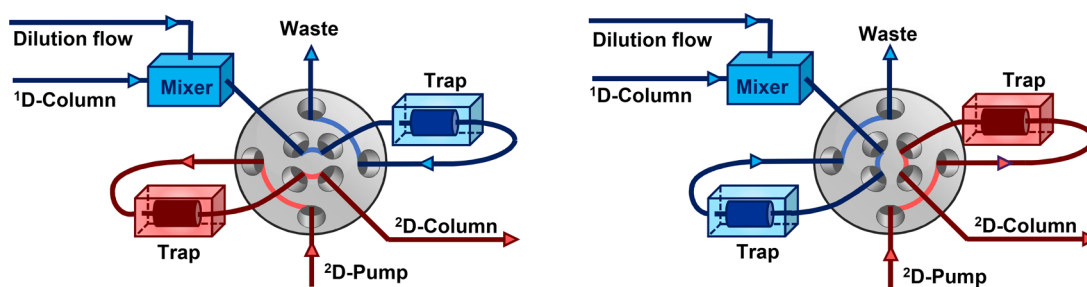 Dilution flow
Waste
Mixer
Trap
¹D-Column
Trap
²D-Column
²D-Pump
Dilution flow
Waste
Mixer
Trap
¹D-Column
Trap
²D-Column
²D-Pump